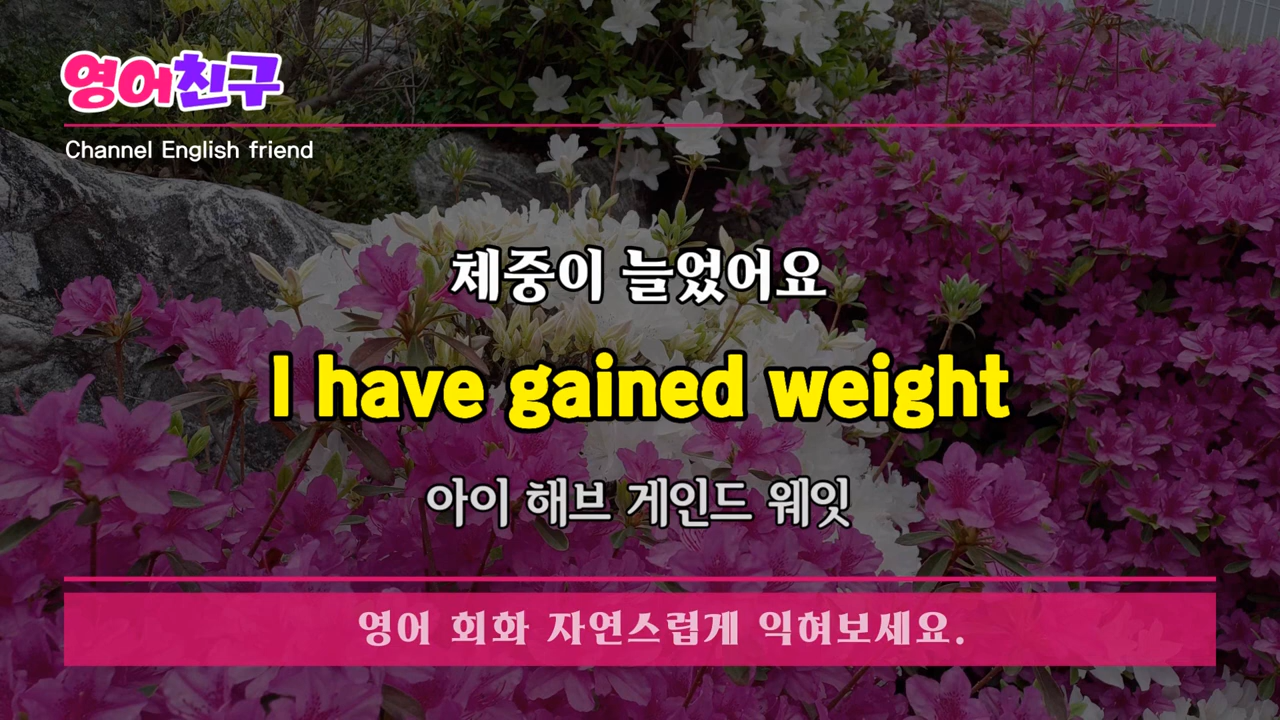 영어친구
Channel English friend
체중이 늘었어요
I have gained weight
아이 해브 게인드 웨잇
영어 회화 자연스럽게 익혀보세요.